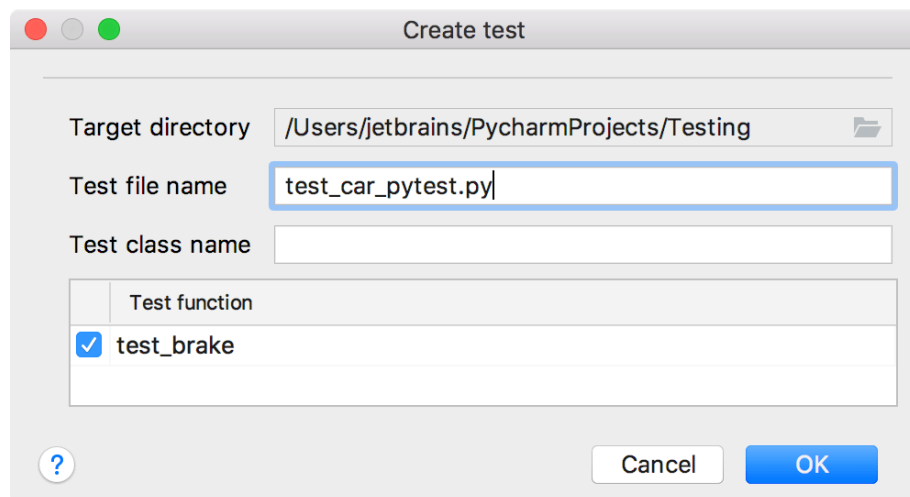 Create test
Target directory /Users/jetbrains/PycharmProjects/Testing
Test file name test_car_pytest.py
Test class name
Test function
test_brake
? Cancel OK